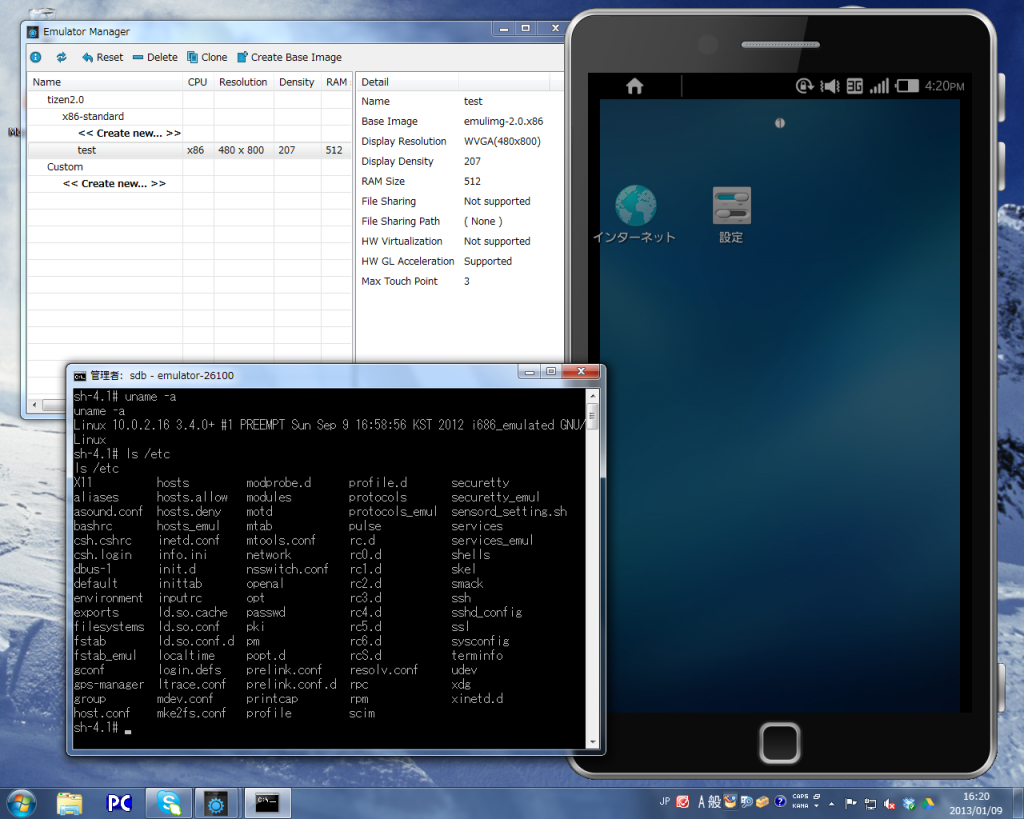 Emulator Manager
Reset Delete Clone Create Base Image
Name CPU Resolution Density RAM
tizen2.0
x86-standard
<< Create new... >>
test x86 480 x 800 207 512
Custom
<< Create new... >>
Detail
Name test
Base Image emulimg-2.0.x86
Display Resolution WVGA(480x800)
Display Density 207
RAM Size 512
File Sharing Not supported
File Sharing Path ( None )
HW Virtualization Not supported
HW GL Acceleration Supported
Max Touch Point 3
3G 4:20PM
インターネット 設定
管理者: sdb - emulator-26100
sh-4.1# uname -a
uname -a
Linux 10.0.2.16 3.4.0+ #1 PREEMPT Sun Sep 9 16:58:56 KST 2012 i686_emulated GNU/
Linux
sh-4.1# ls /etc
ls /etc
X11 hosts modprobe.d profile.d securetty
aliases hosts.allow modules protocols securetty_emul
asound.conf hosts.deny motd protocols_emul sensord_setting.sh
bashrc hosts_emul mtab pulse services
csh.cshrc inetd.conf mtools.conf rc.d services_emul
csh.login info.ini network rc0.d shells
dbus-1 init.d nsswitch.conf rc1.d skel
default inittab openal rc2.d smack
environment inputrc opt rc3.d ssh
exports ld.so.cache passwd rc4.d sshd_config
filesystems ld.so.conf pki rc5.d ssl
fstab ld.so.conf.d pm rc6.d sysconfig
fstab_emul localtime popt.d rcS.d terminfo
gconf login.defs prelink.conf resolv.conf udev
gps-manager ltrace.conf prelink.conf.d rpc xdg
group mdev.conf printcap rpm xinetd.d
host.conf mke2fs.conf profile scim
sh-4.1#
PC
JP A 般 CAPS KANA
16:20
2013/01/09